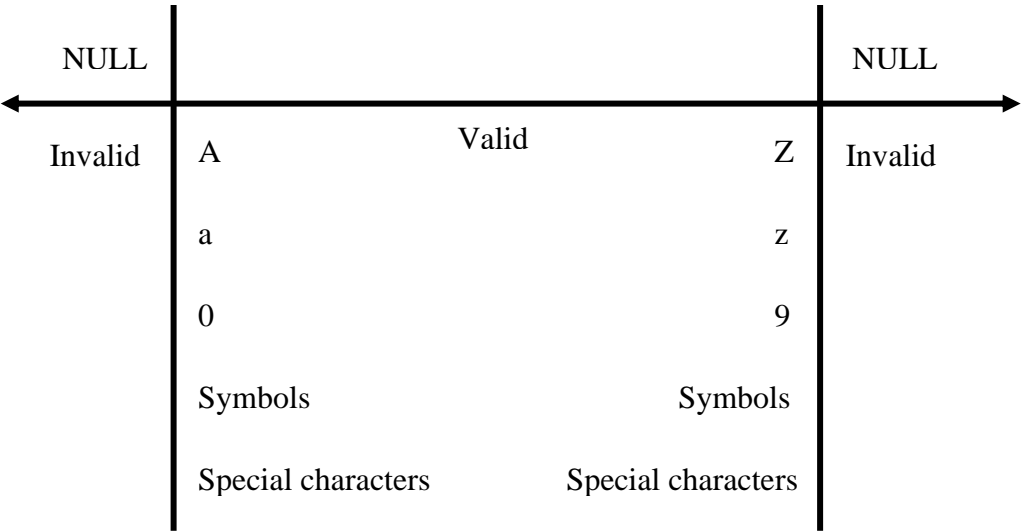 NULL NULL
Valid
Invalid A Z Invalid
a z
0 9
Symbols Symbols
Special characters Special characters